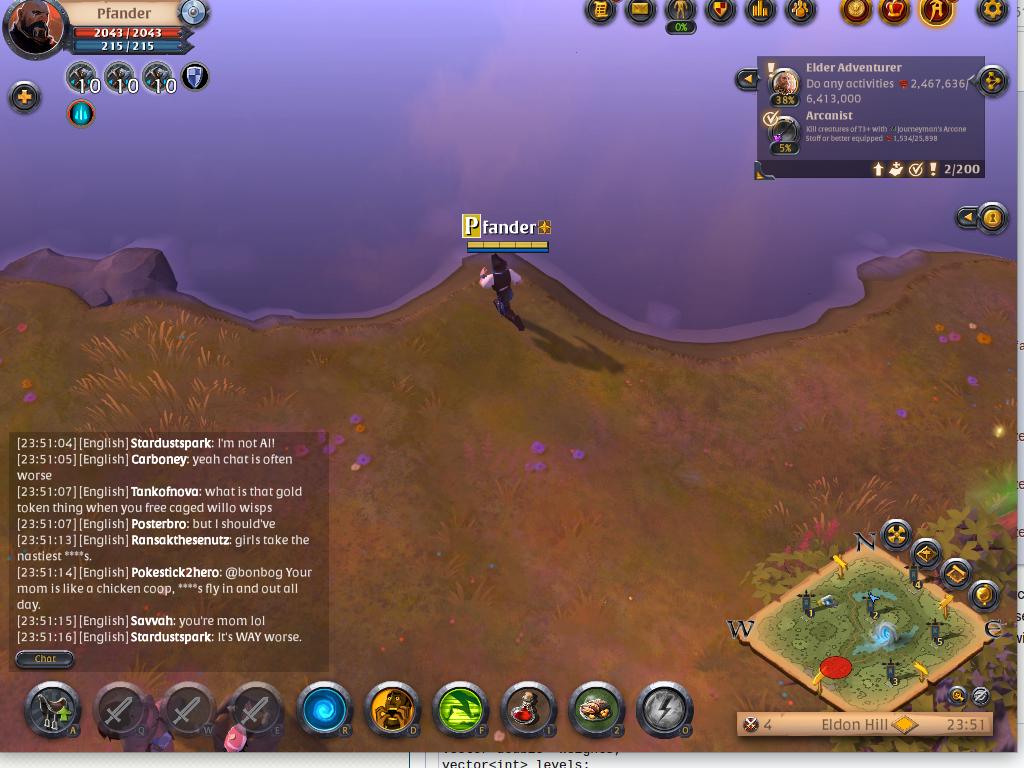 Pfander
2043 / 2043
215 / 215
10 10 10
0%
Elder Adventurer
Do any activities 2,467,636/
6,413,000
38%
Arcanist
Kill creatures of T3+ with Journeyman's Arcane
Staff or better equipped 1,534/25,898
5%
2/200
Pfander
[23:51:04] [English] Stardustspark: I'm not AI!
[23:51:05] [English] Carboney: yeah chat is often
worse
[23:51:07] [English] Tankofnova: what is that gold
token thing when you free caged willo wisps
[23:51:07] [English] Posterbro: but I should've
[23:51:13] [English] Ransakthesenutz: girls take the
nastiest ****s.
[23:51:14] [English] Pokestick2hero: @bonbog Your
mom is like a chicken coop, ****s fly in and out all
day.
[23:51:15] [English] Savvah: you're mom lol
[23:51:16] [English] Stardustspark: It's WAY worse.
Chat
N
W
E
1
2
3
4
5
A Q W E R D F 1 2 O
4 Eldon Hill 23:51
vector<int> levels;